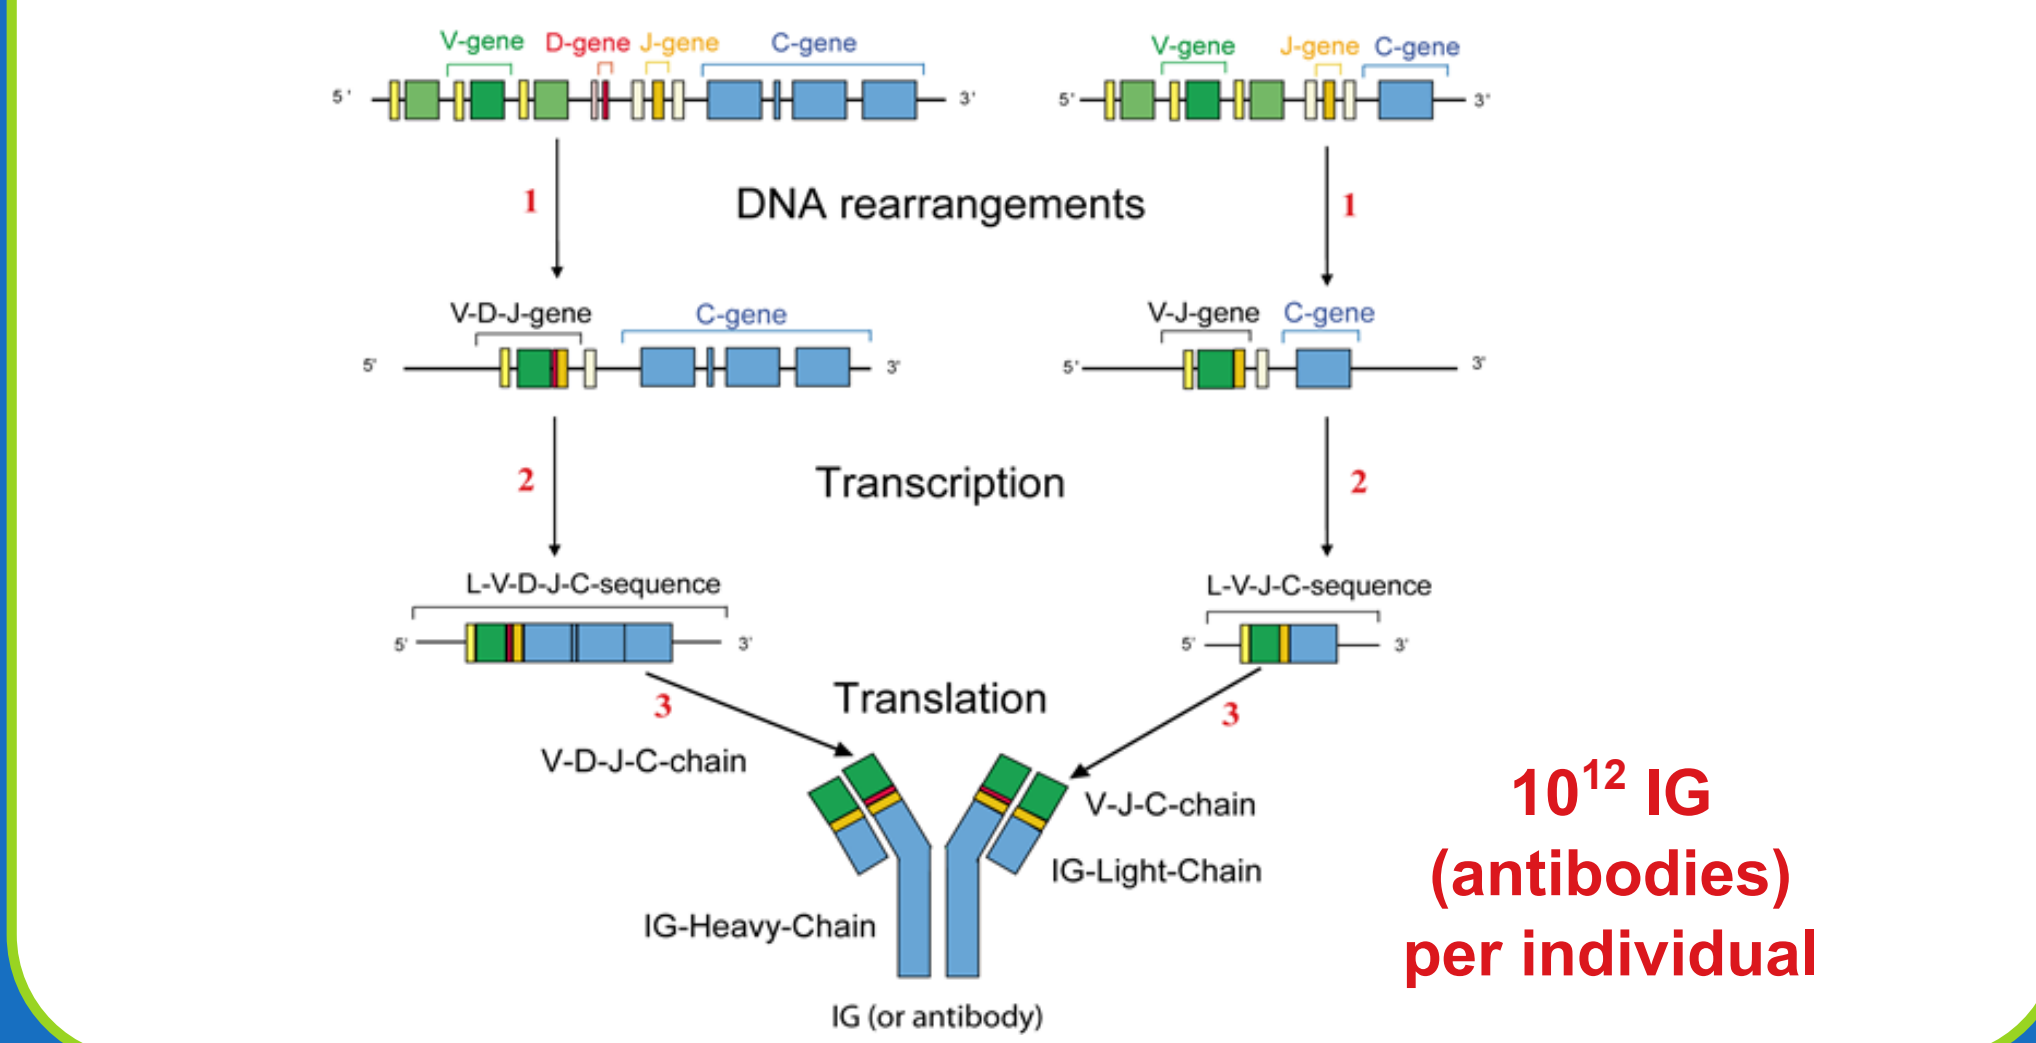 V-gene D-gene J-gene C-gene
V-gene J-gene C-gene
5' 3'
5' 3'
1 DNA rearrangements 1
V-D-J-gene C-gene
V-J-gene C-gene
5' 3'
5' 3'
2 Transcription 2
L-V-D-J-C-sequence
L-V-J-C-sequence
5' 3'
5' 3'
3 Translation 3
V-D-J-C-chain
V-J-C-chain
IG-Light-Chain
IG-Heavy-Chain
IG (or antibody)
10¹² IG
(antibodies)
per individual